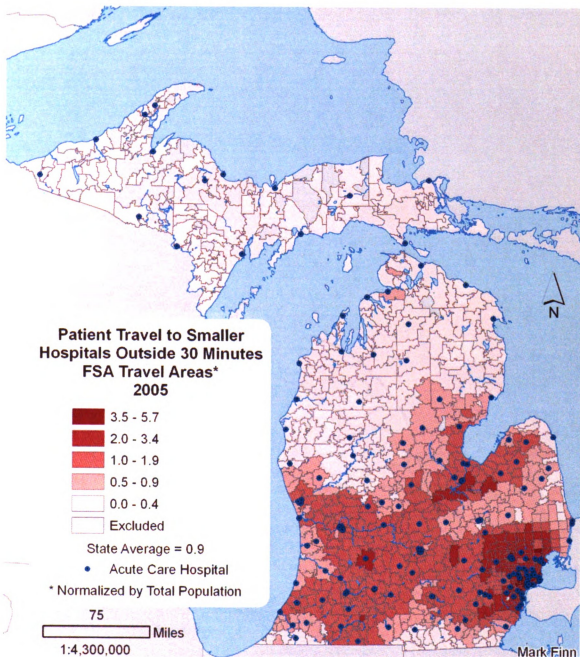 N
Patient Travel to Smaller
Hospitals Outside 30 Minutes
FSA Travel Areas*
2005
3.5 - 5.7
2.0 - 3.4
1.0 - 1.9
0.5 - 0.9
0.0 - 0.4
Excluded
State Average = 0.9
Acute Care Hospital
* Normalized by Total Population
75
Miles
1:4,300,000
Mark Finn